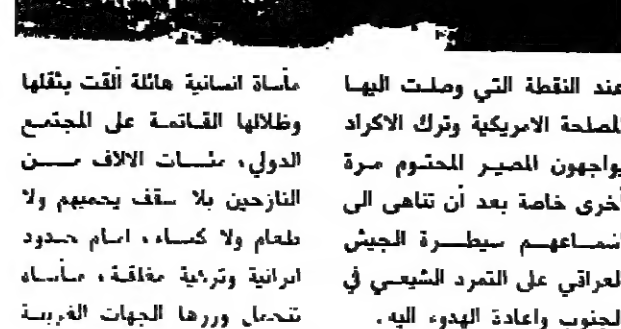 عند النقطة التي وصلت اليها
المصلحة الامريكية وترك الاكراد
يواجهون المصير المحتوم مرة
أخرى خاصة بعد أن تناهى الى
اسماعهم سيطرة الجيش
العراقي على التمرد الشيعي في
الجنوب واعادة الهدوء اليه .
مأساة انسانية هائلة ألقت بثقلها
وظلالها القاتمة على المجتمع
الدولي، مئات الالاف من
النازحين بلا سقف يحميهم ولا
طعام ولا كساء، امام حدود
ايرانية وتركية مغلقة، مأساه
تتحمل وزرها الجهات الغربية